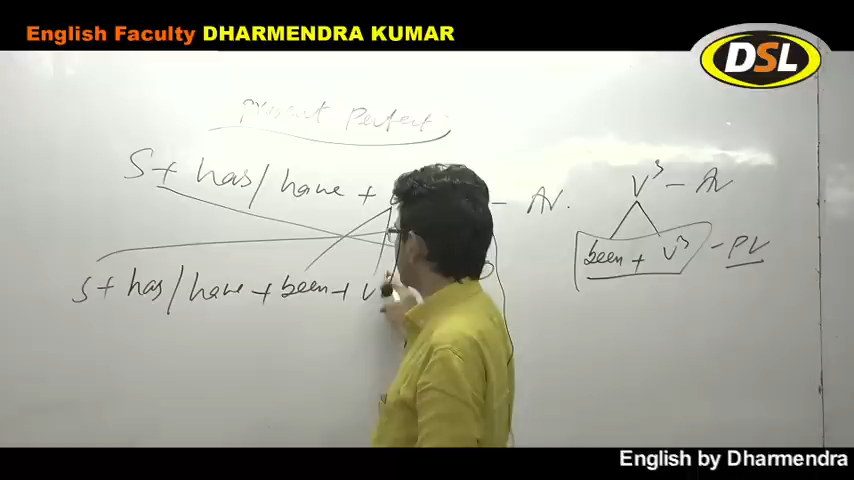 English Faculty DHARMENDRA KUMAR
DSL
Present Perfect
S + has / have + - AV.
S + has / have + been + V
V³ - AV
been + V³ - PV
English by Dharmendra